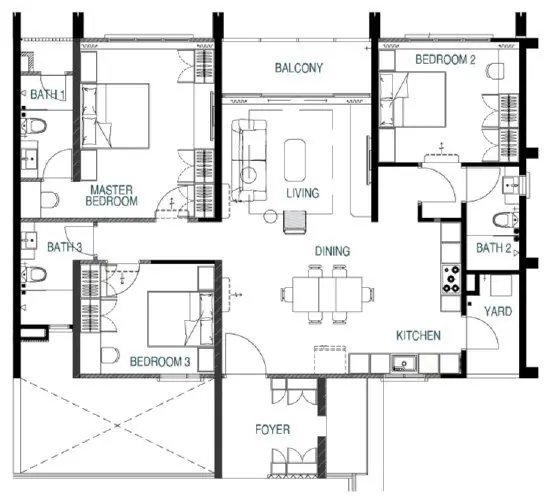 BEDROOM 2
BALCONY
BATH 1
MASTER
BEDROOM
LIVING
BATH 3
DINING
BATH 2
YARD
KITCHEN
BEDROOM 3
FOYER